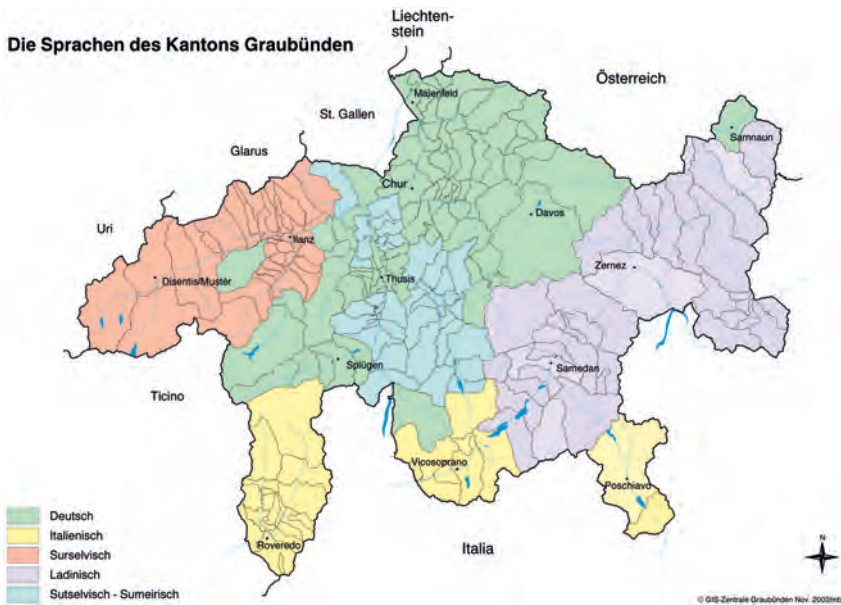 Die Sprachen des Kantons Graubünden
Liechten-
stein
Österreich
St. Gallen
Maienfeld
Samnaun
Glarus
Chur
Uri
Ilanz
Davos
Disentis/Mustér
Thusis
Zernez
Splügen
Samedan
Ticino
Vicosoprano
Poschiavo
Roveredo
Italia
Deutsch
Italienisch
Surselvisch
Ladinisch
Sutselvisch - Sumeirisch
N
© GIS-Zentrale Graubünden Nov. 2002/mb